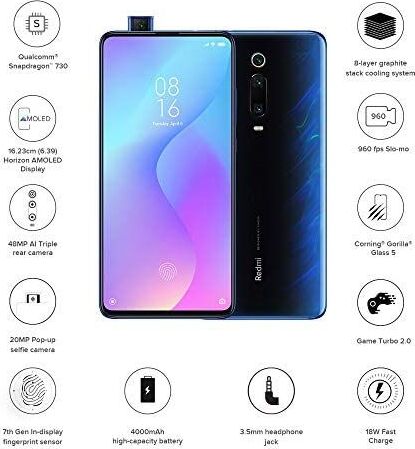 S
Qualcomm®
Snapdragon™ 730
AMOLED
16.23cm (6.39)
Horizon AMOLED
Display
48MP AI Triple
rear camera
20MP Pop-up
selfie camera
7th Gen In-display
fingerprint sensor
4000mAh
high-capacity battery
3.5mm headphone
jack
18W Fast
Charge
Game Turbo 2.0
Corning® Gorilla®
Glass 5
960
960 fps Slo-mo
8-layer graphite
stack cooling system
08
16
Tuesday April 6
Redmi